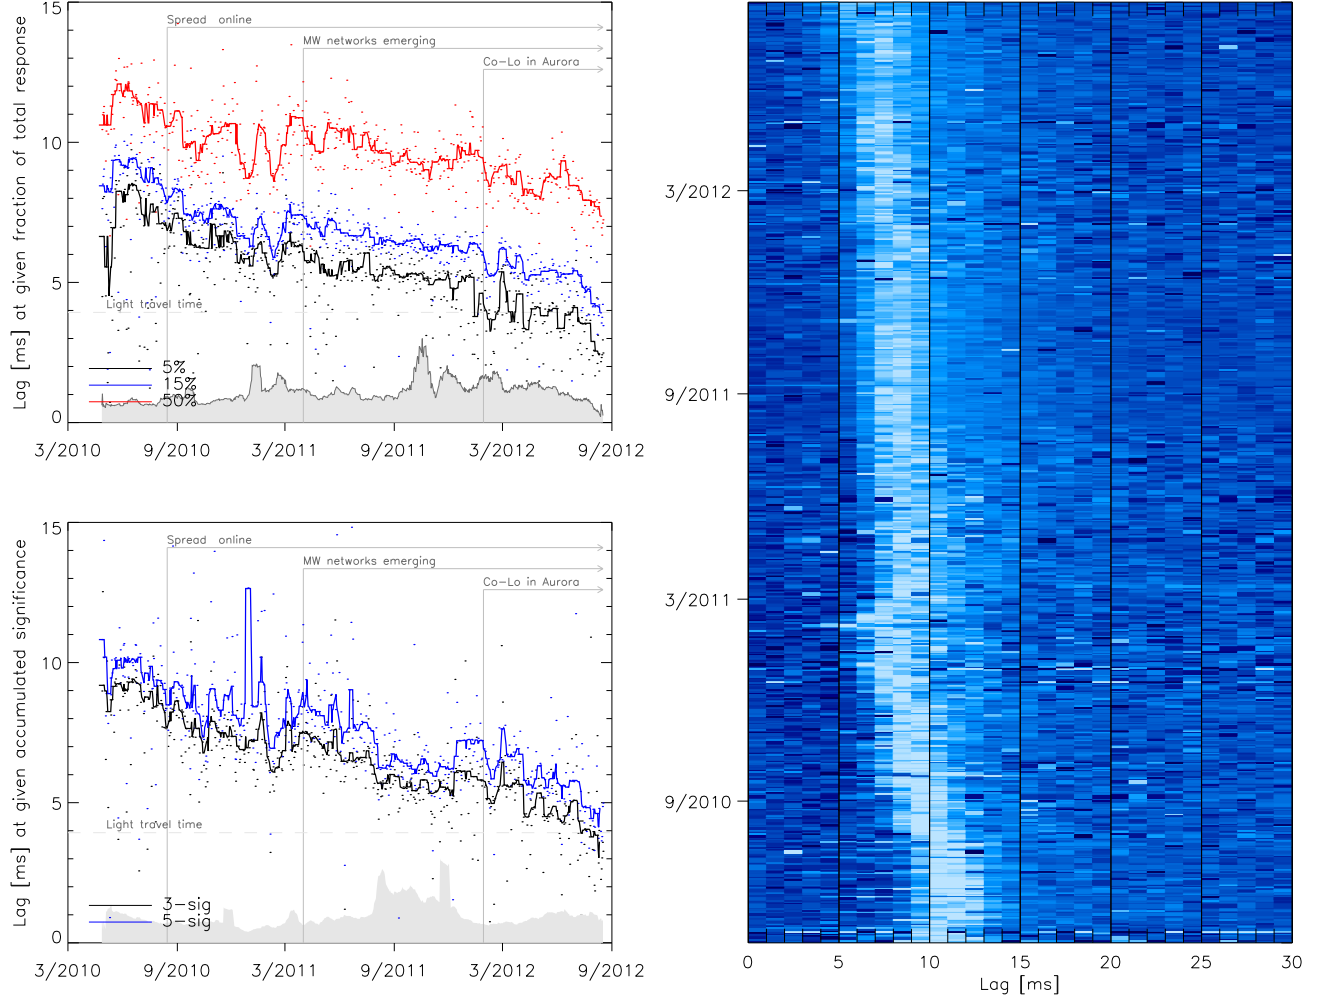 15
Spread online
MW networks emerging
Co-Lo in Aurora
10
5
Light travel time
5%
15%
50%
0
3/2010
9/2010
3/2011
9/2011
3/2012
9/2012
Lag [ms] at given fraction of total response
15
Spread online
MW networks emerging
Co-Lo in Aurora
10
5
Light travel time
3-sig
5-sig
0
3/2010
9/2010
3/2011
9/2011
3/2012
9/2012
Lag [ms] at given accumulated significance
3/2012
9/2011
3/2011
9/2010
0
5
10
15
20
25
30
Lag [ms]